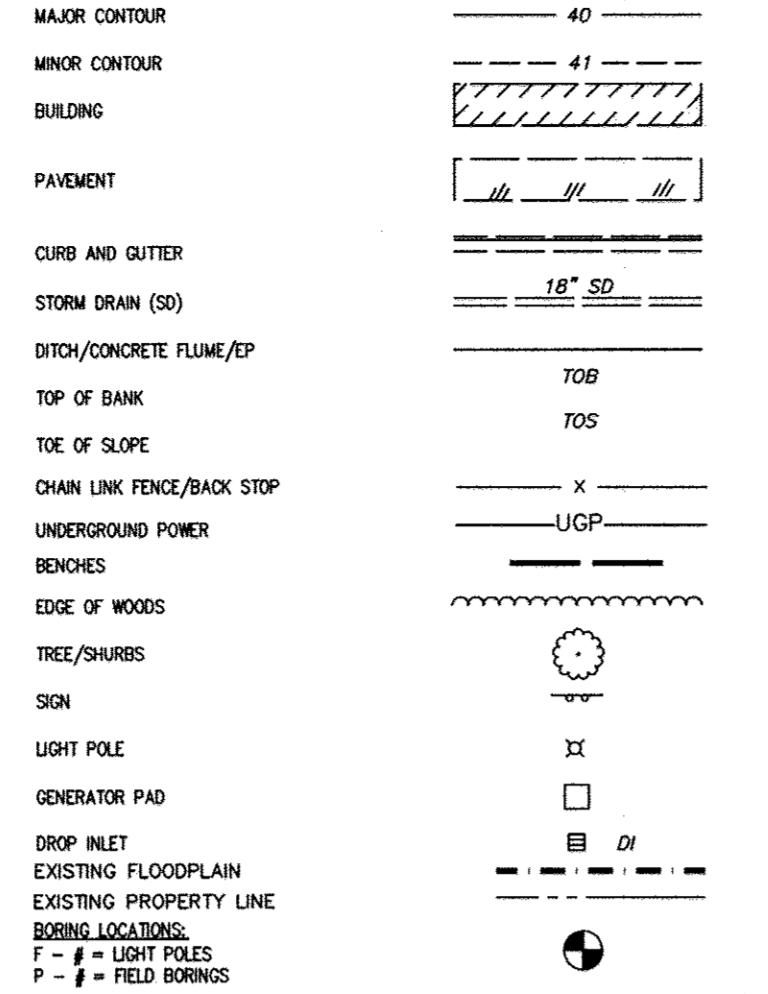 MAJOR CONTOUR 40
MINOR CONTOUR 41
BUILDING
PAVEMENT
CURB AND GUTTER
STORM DRAIN (SD) 18" SD
DITCH/CONCRETE FLUME/EP
TOP OF BANK TOB
TOE OF SLOPE TOS
CHAIN LINK FENCE/BACK STOP X
UNDERGROUND POWER UGP
BENCHES
EDGE OF WOODS
TREE/SHURBS
SIGN
LIGHT POLE
GENERATOR PAD
DROP INLET DI
EXISTING FLOODPLAIN
EXISTING PROPERTY LINE
BORING LOCATIONS:
F - # = LIGHT POLES
P - # = FIELD BORINGS